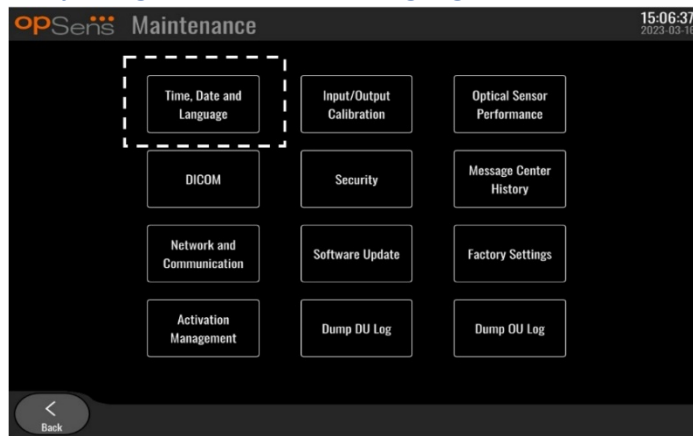 opSens Maintenance
15:06:37
2023-03-16
Time, Date and
Language
Input/Output
Calibration
Optical Sensor
Performance
DICOM
Security
Message Center
History
Network and
Communication
Software Update
Factory Settings
Activation
Management
Dump DU Log
Dump OU Log
Back